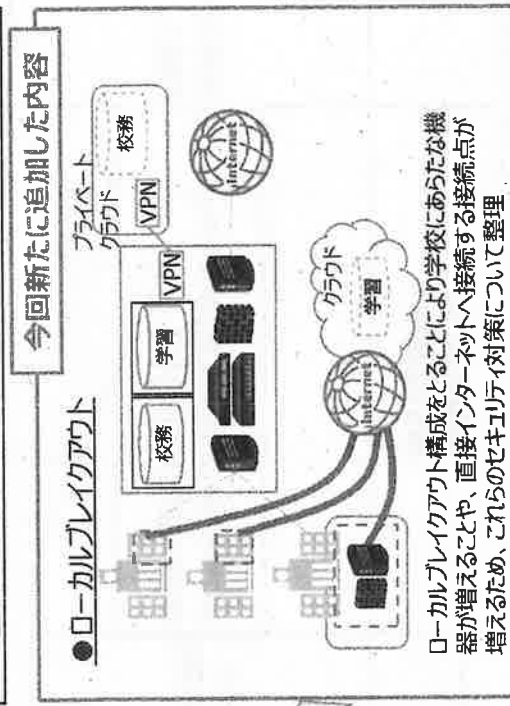 今回新たに追加した内容
●ローカルブレイクアウト
プライベート
クラウド
校務
VPN
VPN
校務
学習
Internet
クラウド
学習
Internet
ローカルブレイクアウト構成をとることにより学校にあらたな機
器が増えることや、直接インターネットへ接続する接続点が
増えるため、これらのセキュリティ対策について整理